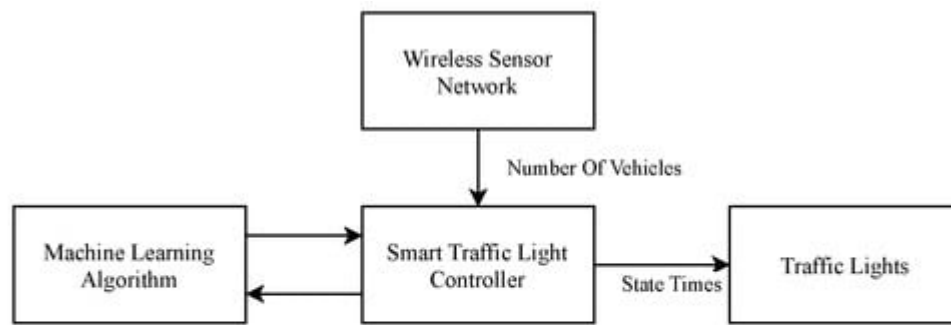 Wireless Sensor
Network
Number Of Vehicles
Machine Learning
Algorithm
Smart Traffic Light
Controller
State Times
Traffic Lights